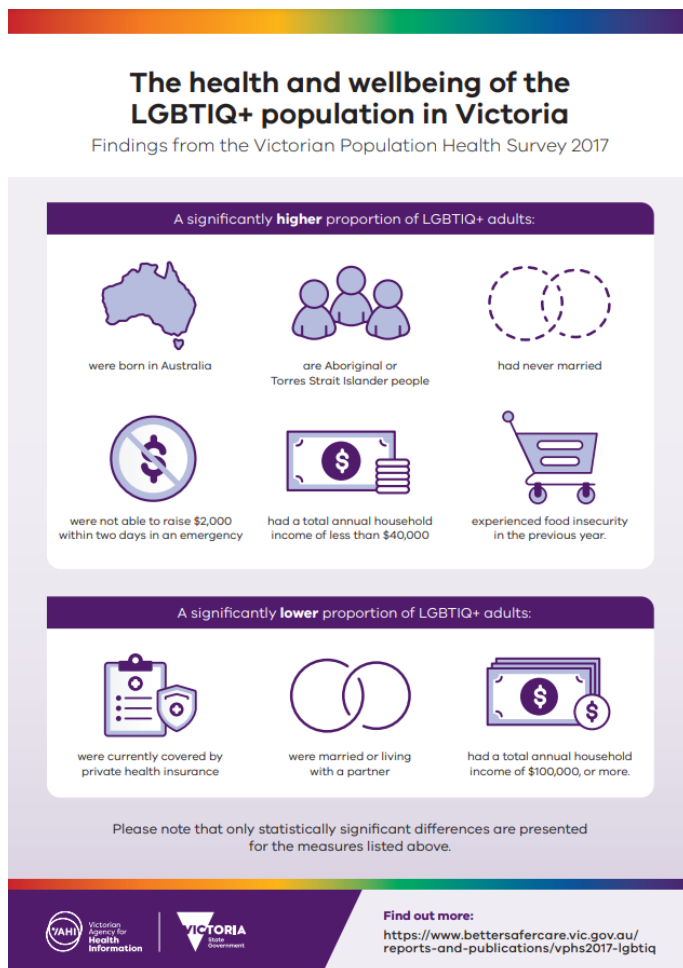 The health and wellbeing of the
LGBTIQ+ population in Victoria
Findings from the Victorian Population Health Survey 2017
A significantly higher proportion of LGBTIQ+ adults:
were born in Australia
are Aboriginal or
Torres Strait Islander people
had never married
$
were not able to raise $2,000
within two days in an emergency
$
had a total annual household
income of less than $40,000
experienced food insecurity
in the previous year.
A significantly lower proportion of LGBTIQ+ adults:
were currently covered by
private health insurance
were married or living
with a partner
$
$
had a total annual household
income of $100,000, or more.
Please note that only statistically significant differences are presented
for the measures listed above.
VAHI
Victorian
Agency for
Health
Information
VICTORIA
State
Government
Find out more:
https://www.bettersafercare.vic.gov.au/
reports-and-publications/vphs2017-lgbtiq